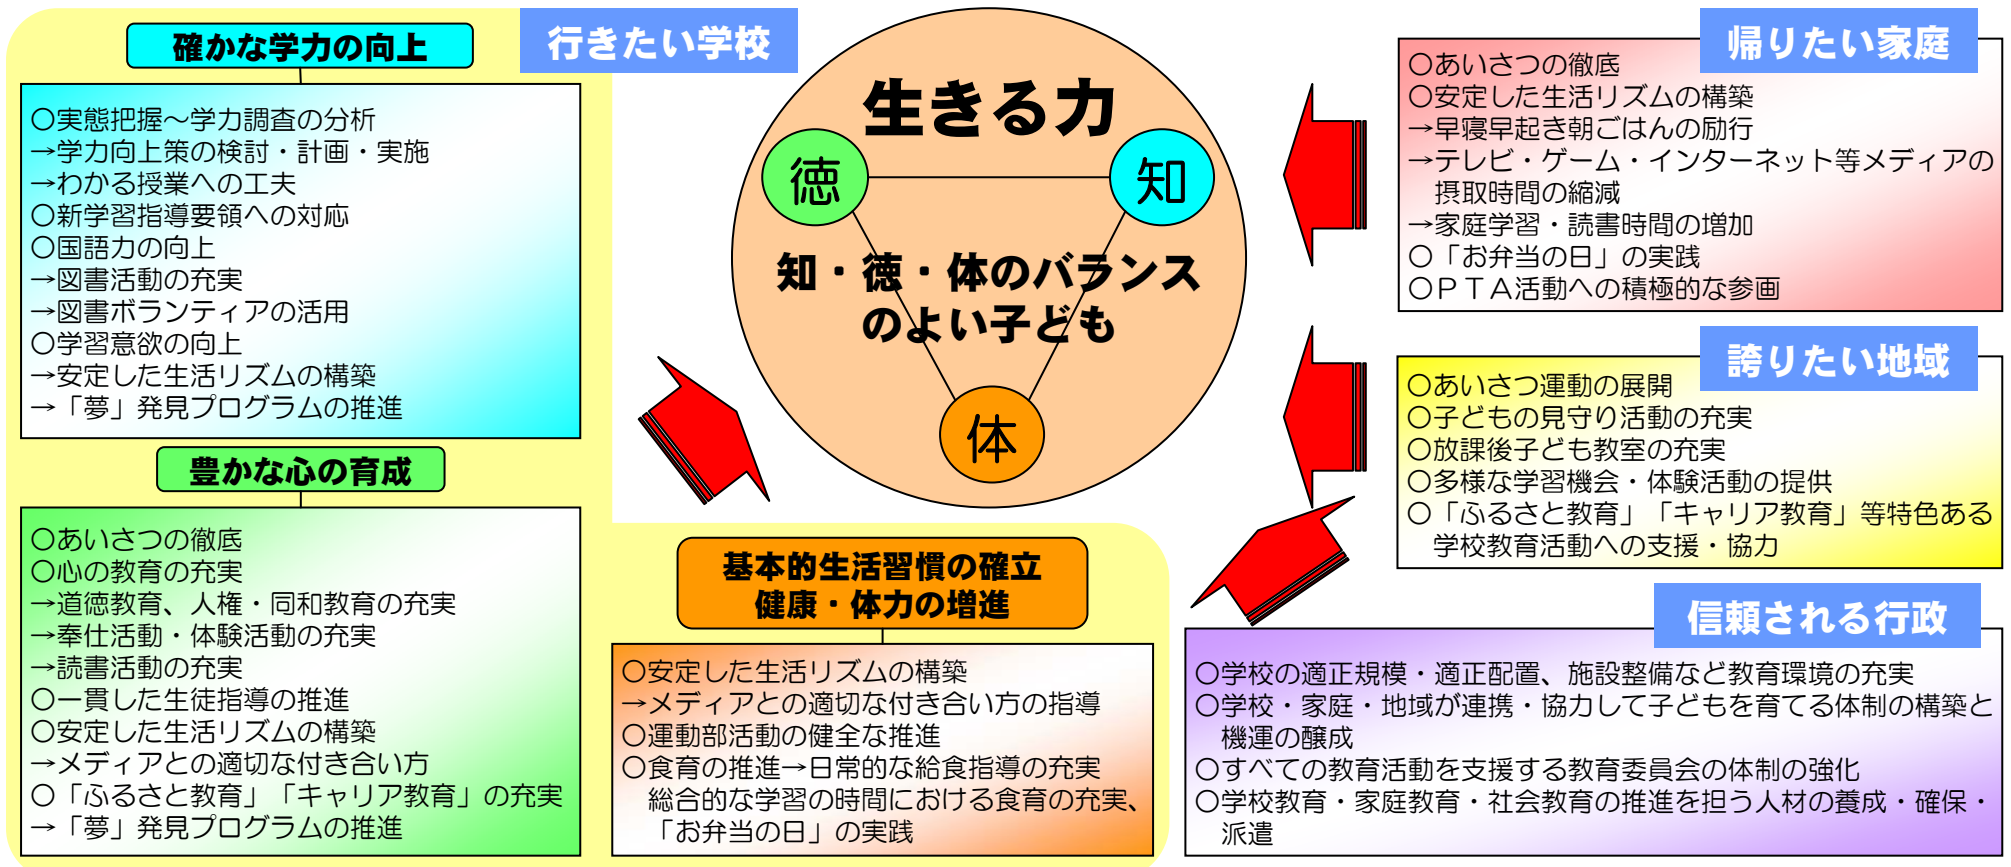 行きたい学校
確かな学力の向上
○実態把握～学力調査の分析
→学力向上策の検討・計画・実施
→わかる授業への工夫
○新学習指導要領への対応
○国語力の向上
→図書活動の充実
→図書ボランティアの活用
○学習意欲の向上
→安定した生活リズムの構築
→「夢」発見プログラムの推進
豊かな心の育成
○あいさつの徹底
○心の教育の充実
→道徳教育、人権・同和教育の充実
→奉仕活動・体験活動の充実
→読書活動の充実
○一貫した生徒指導の推進
○安定した生活リズムの構築
→メディアとの適切な付き合い方
○「ふるさと教育」「キャリア教育」の充実
→「夢」発見プログラムの推進
基本的生活習慣の確立
健康・体力の増進
○安定した生活リズムの構築
→メディアとの適切な付き合い方の指導
○運動部活動の健全な推進
○食育の推進→日常的な給食指導の充実
総合的な学習の時間における食育の充実、
「お弁当の日」の実践
生きる力
徳
知
知・徳・体のバランス
のよい子ども
体
帰りたい家庭
○あいさつの徹底
○安定した生活リズムの構築
→早寝早起き朝ごはんの励行
→テレビ・ゲーム・インターネット等メディアの
摂取時間の縮減
→家庭学習・読書時間の増加
○「お弁当の日」の実践
○ＰＴＡ活動への積極的な参画
誇りたい地域
○あいさつ運動の展開
○子どもの見守り活動の充実
○放課後子ども教室の充実
○多様な学習機会・体験活動の提供
○「ふるさと教育」「キャリア教育」等特色ある
学校教育活動への支援・協力
信頼される行政
○学校の適正規模・適正配置、施設整備など教育環境の充実
○学校・家庭・地域が連携・協力して子どもを育てる体制の構築と
機運の醸成
○すべての教育活動を支援する教育委員会の体制の強化
○学校教育・家庭教育・社会教育の推進を担う人材の養成・確保・
派遣